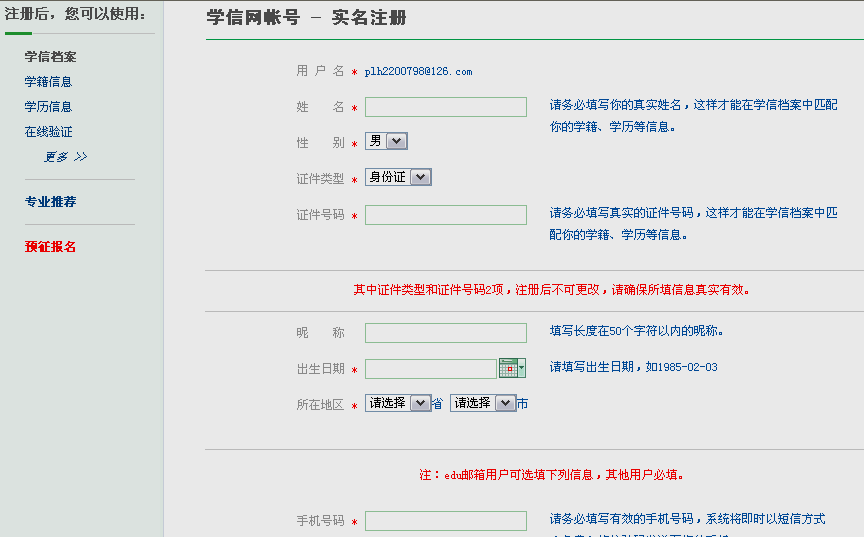 注册后，您可以使用：
学信档案
学籍信息
学历信息
在线验证
更多 >>
专业推荐
预征报名
学信网帐号 － 实名注册
用 户 名 * plh2200798@126.com
姓 名 *
请务必填写你的真实姓名，这样才能在学信档案中匹配
你的学籍、学历等信息。
性 别 * 男
证件类型 * 身份证
证件号码 *
请务必填写真实的证件号码，这样才能在学信档案中匹
配你的学籍、学历等信息。
其中证件类型和证件号码2项，注册后不可更改，请确保所填信息真实有效。
昵 称
填写长度在50个字符以内的昵称。
出生日期 *
请填写出生日期，如1985-02-03
所在地区 * 请选择 省 请选择 市
注：edu邮箱用户可选填下列信息，其他用户必填。
手机号码 *
请务必填写有效的手机号码，系统将即时以短信方式